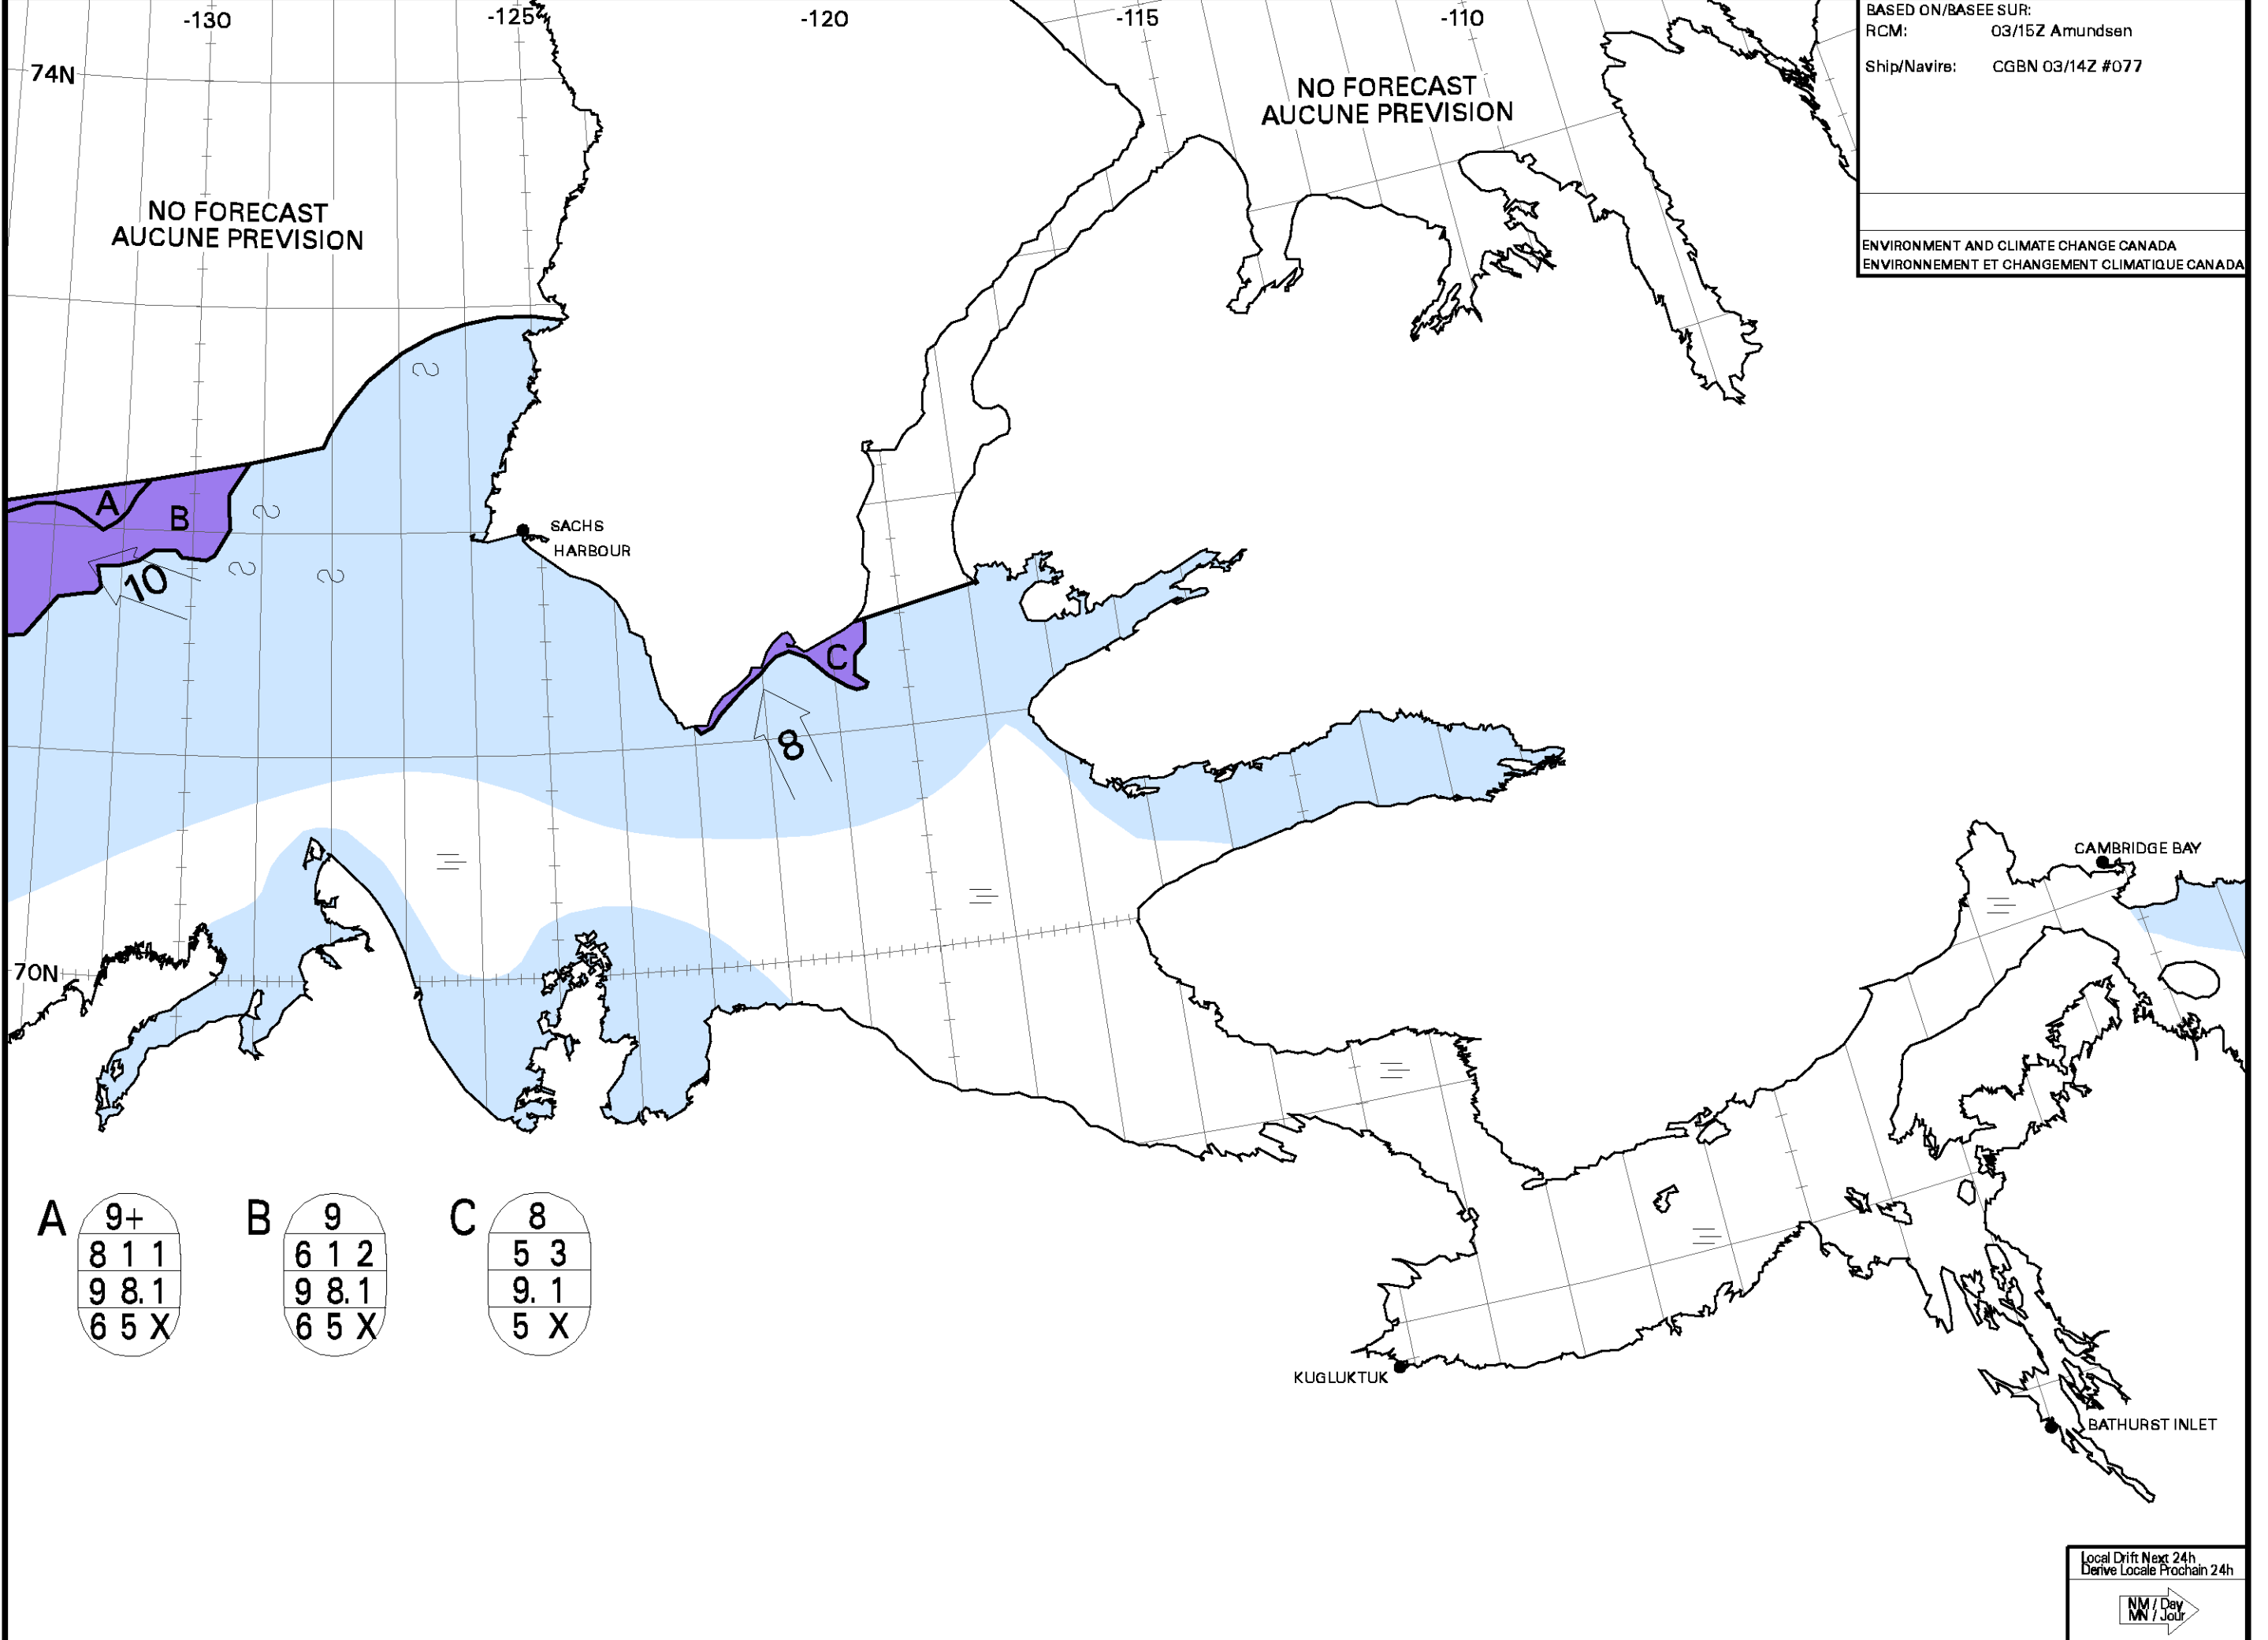 -130
-125
-120
-115
-110
BASED ON/BASEE SUR:
RCM: 03/15Z Amundsen
Ship/Navire: CGBN 03/14Z #077
ENVIRONMENT AND CLIMATE CHANGE CANADA
ENVIRONNEMENT ET CHANGEMENT CLIMATIQUE CANADA
74N
NO FORECAST
AUCUNE PREVISION
NO FORECAST
AUCUNE PREVISION
A
B
10
SACHS
HARBOUR
C
8
CAMBRIDGE BAY
70N
A
9+
8 1 1
9 8. 1
6 5 X
B
9
6 1 2
9 8. 1
6 5 X
C
8
5 3
9. 1
5 X
KUGLUKTUK
BATHURST INLET
Local Drift Next 24h
Derive Locale Prochain 24h
NM / Day
MN / Jour